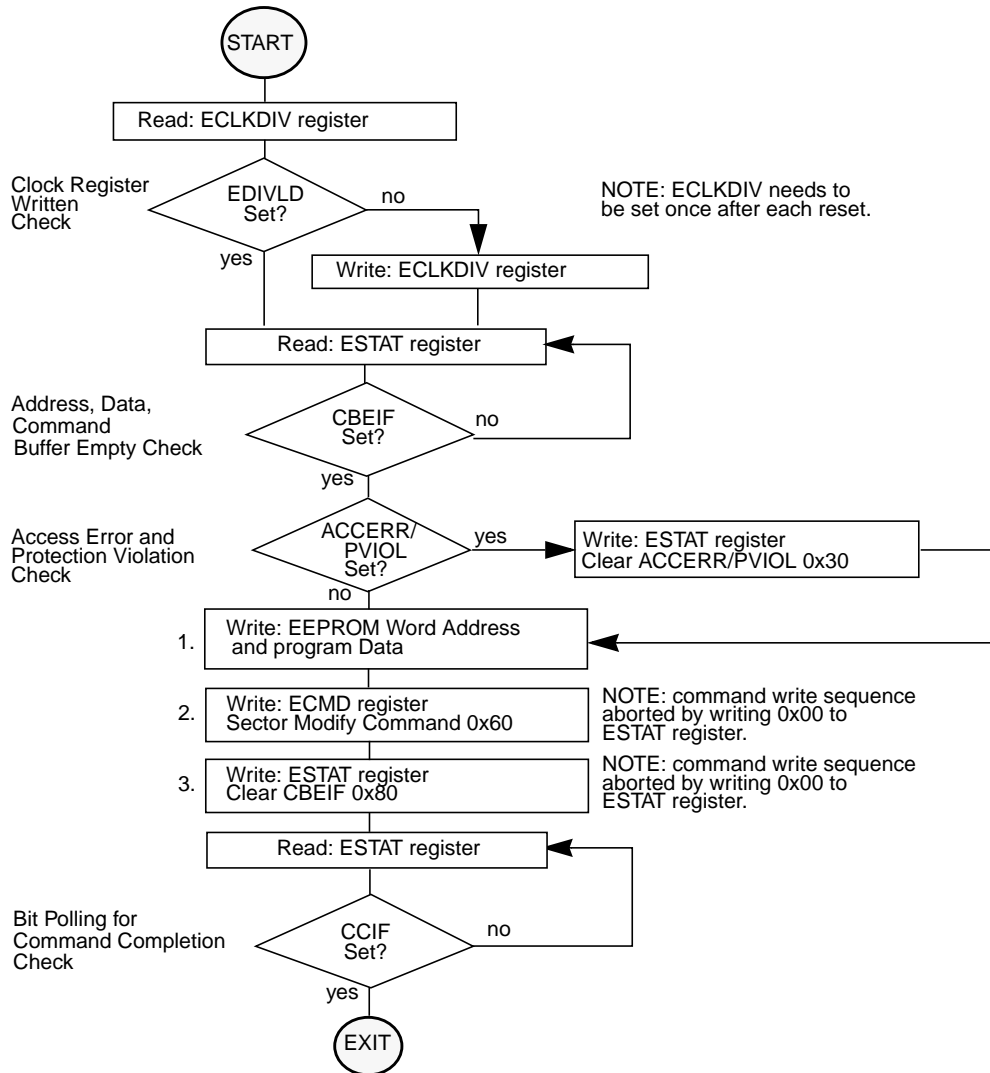 START
Read: ECLKDIV register
Clock Register
Written
Check
EDIVLD
Set?
no
yes
NOTE: ECLKDIV needs to
be set once after each reset.
Write: ECLKDIV register
Read: ESTAT register
Address, Data,
Command
Buffer Empty Check
CBEIF
Set?
no
yes
Access Error and
Protection Violation
Check
ACCERR/
PVIOL
Set?
yes
no
Write: ESTAT register
Clear ACCERR/PVIOL 0x30
1.
Write: EEPROM Word Address
and program Data
2.
Write: ECMD register
Sector Modify Command 0x60
NOTE: command write sequence
aborted by writing 0x00 to
ESTAT register.
3.
Write: ESTAT register
Clear CBEIF 0x80
NOTE: command write sequence
aborted by writing 0x00 to
ESTAT register.
Read: ESTAT register
Bit Polling for
Command Completion
Check
CCIF
Set?
no
yes
EXIT